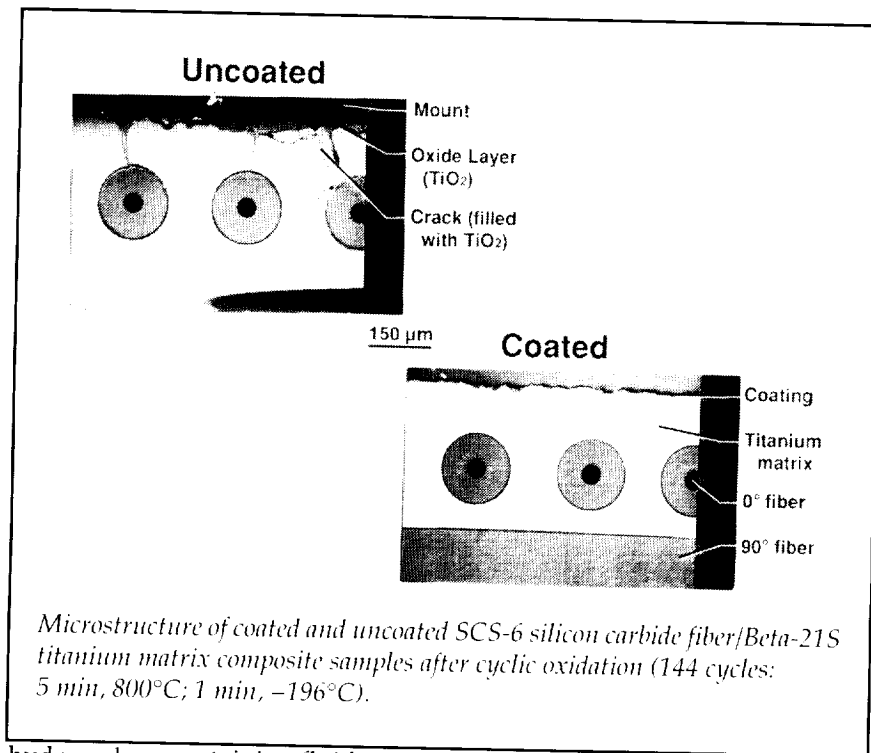 Uncoated
Mount
Oxide Layer
(TiO₂)
Crack (filled
with TiO₂)
150 µm
Coated
Coating
Titanium
matrix
0° fiber
90° fiber
Microstructure of coated and uncoated SCS-6 silicon carbide fiber/Beta-21S
titanium matrix composite samples after cyclic oxidation (144 cycles:
5 min, 800°C; 1 min, –196°C).